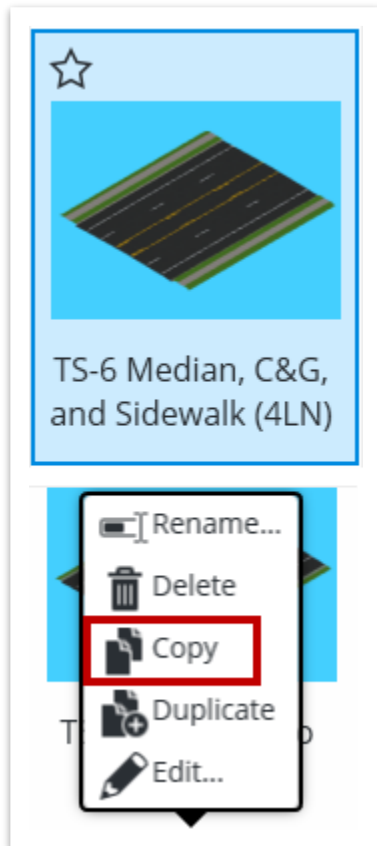 TS-6 Median, C&G,
and Sidewalk (4LN)
Rename...
Delete
Copy
Duplicate
Edit...